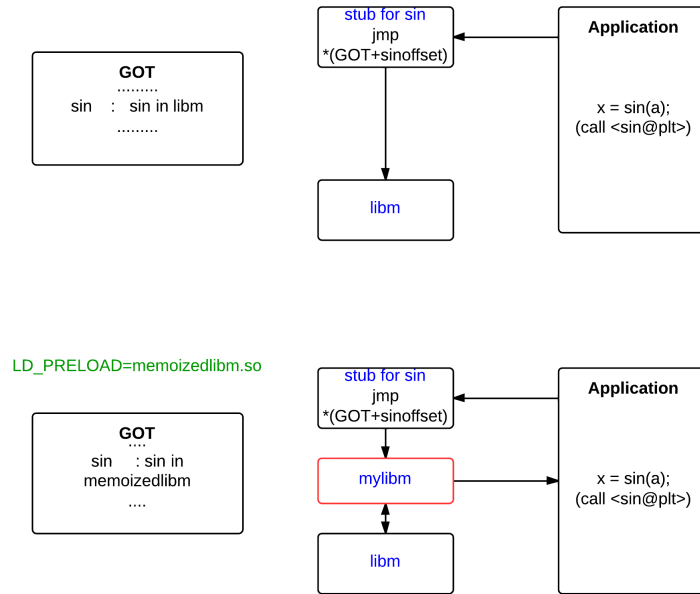 GOT
.........
sin : sin in libm
.........
stub for sin
jmp
*(GOT+sinoffset)
libm
Application
x = sin(a);
(call <sin@plt>)
LD_PRELOAD=memoizedlibm.so
GOT
....
sin : sin in
memoizedlibm
....
stub for sin
jmp
*(GOT+sinoffset)
mylibm
libm
Application
x = sin(a);
(call <sin@plt>)